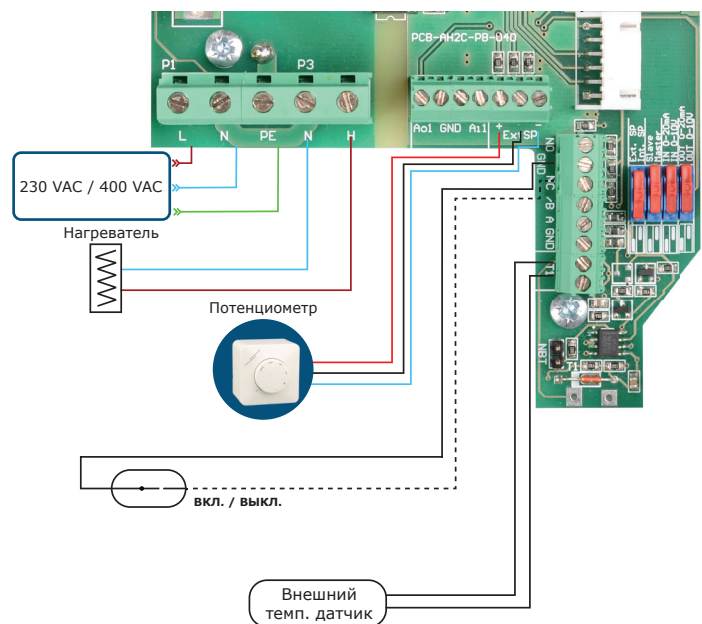 PCB-AH2C-PB-U40
P1
P3
L N PE N H
Ao1 GND Ai1 + Ext SP -
NO GND MC /B A GND T1
Ext. SP
Int. SP
Slave
Master
IN 0-20mA
IN 0-10V
OUT 0-20mA
OUT 0-10V
230 VAC / 400 VAC
Нагреватель
Потенциометр
NBT
вкл. / выкл.
Внешний
темп. датчик